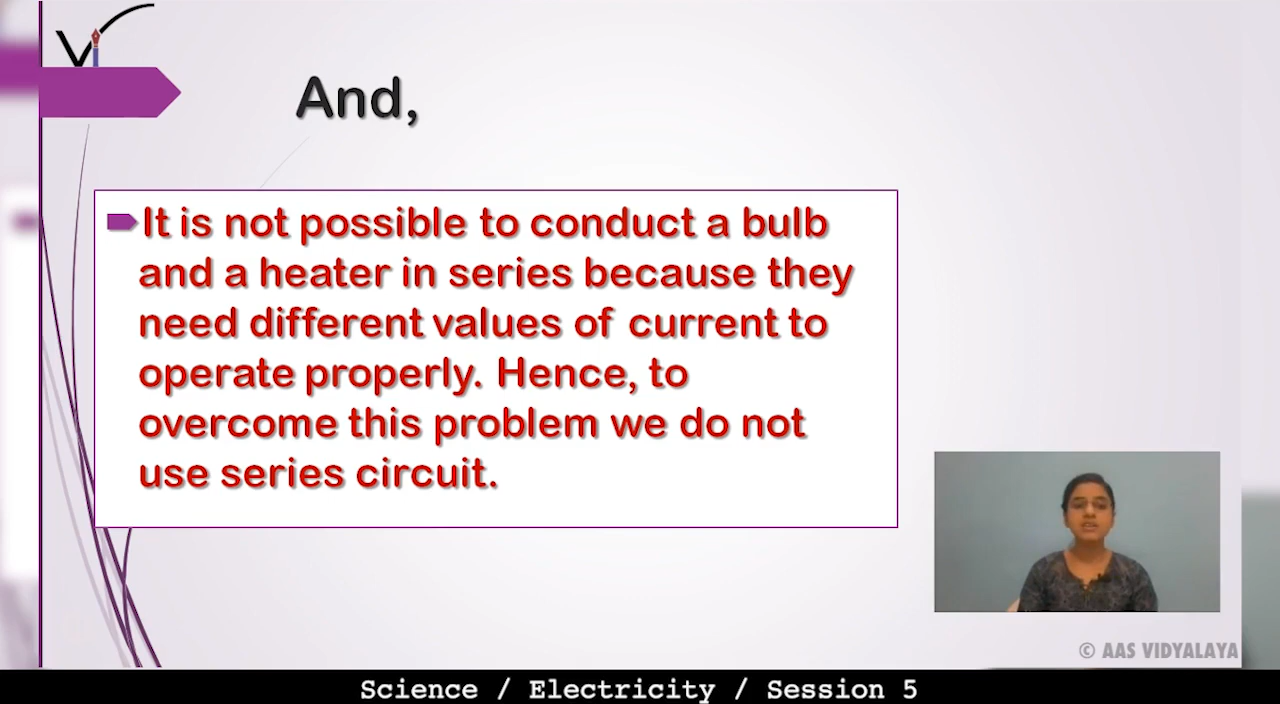 Vi
And,
It is not possible to conduct a bulb
and a heater in series because they
need different values of current to
operate properly. Hence, to
overcome this problem we do not
use series circuit.
© AAS VIDYALAYA
Science / Electricity / Session 5